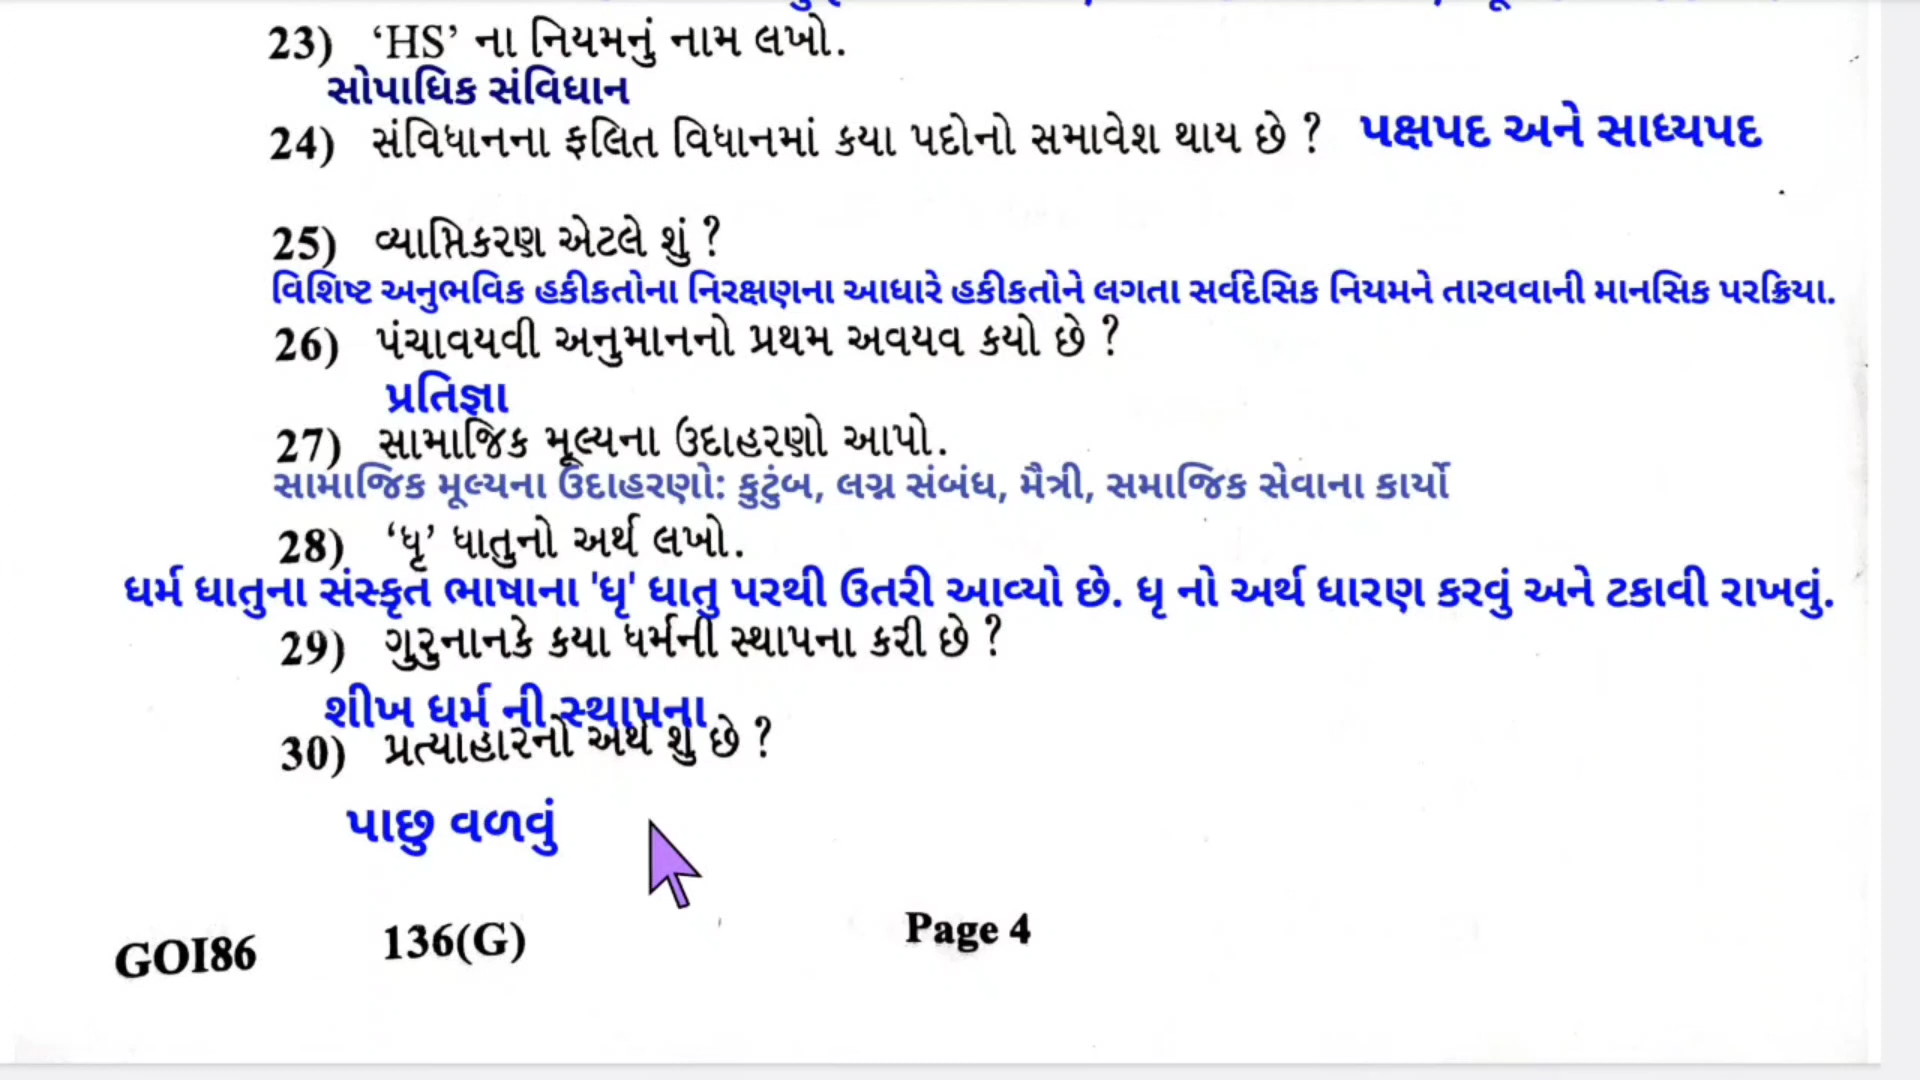 23) ‘HS’ ના નિયમનું નામ લખો.
સોપાધિક સંવિધાન
24) સંવિધાનના ફલિત વિધાનમાં કયા પદોનો સમાવેશ થાય છે ? પક્ષપદ અને સાધ્યપદ
25) વ્યાપ્તિકરણ એટલે શું ?
વિશિષ્ટ અનુભવિક હકીકતોના નિરક્ષણના આધારે હકીકતોને લગતા સર્વદેસિક નિયમને તારવવાની માનસિક પરક્રિયા.
26) પંચાવયવી અનુમાનનો પ્રથમ અવયવ કયો છે ?
પ્રતિજ્ઞા
27) સામાજિક મૂલ્યના ઉદાહરણો આપો.
સામાજિક મૂલ્યના ઉદાહરણો: કુટુંબ, લગ્ન સંબંધ, મૈત્રી, સમાજિક સેવાના કાર્યો
28) ‘ધૃ’ ધાતુનો અર્થ લખો.
ધર્મ ધાતુના સંસ્કૃત ભાષાના 'ધૃ' ધાતુ પરથી ઉતરી આવ્યો છે. ધૃ નો અર્થ ધારણ કરવું અને ટકાવી રાખવું.
29) ગુરુનાનકે કયા ધર્મની સ્થાપના કરી છે ?
શીખ ધર્મ ની સ્થાપના
30) પ્રત્યાહારનો અર્થ શું છે ?
પાછુ વળવું
GOI86 136(G) Page 4